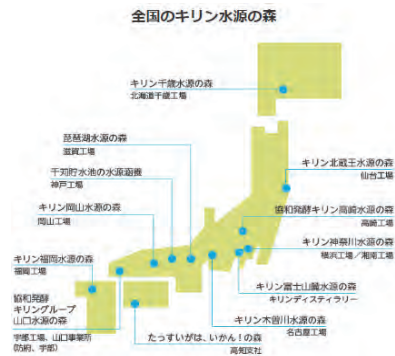 全国のキリン水源の森
キリン千歳水源の森
北海道千歳工場
琵琶湖水源の森
滋賀工場
千苅貯水池の水源涵養
神戸工場
キリン岡山水源の森
岡山工場
キリン福岡水源の森
福岡工場
協和発酵
キリングループ
山口水源の森
宇部工場、山口事業所
(防府、宇部)
たっすいがは、いかん！の森
高知支社
キリン木曽川水源の森
名古屋工場
キリン富士山麓水源の森
キリンディスティラリー
キリン神奈川水源の森
横浜工場／湘南工場
協和発酵キリン高崎水源の森
高崎工場
キリン北蔵王水源の森
仙台工場